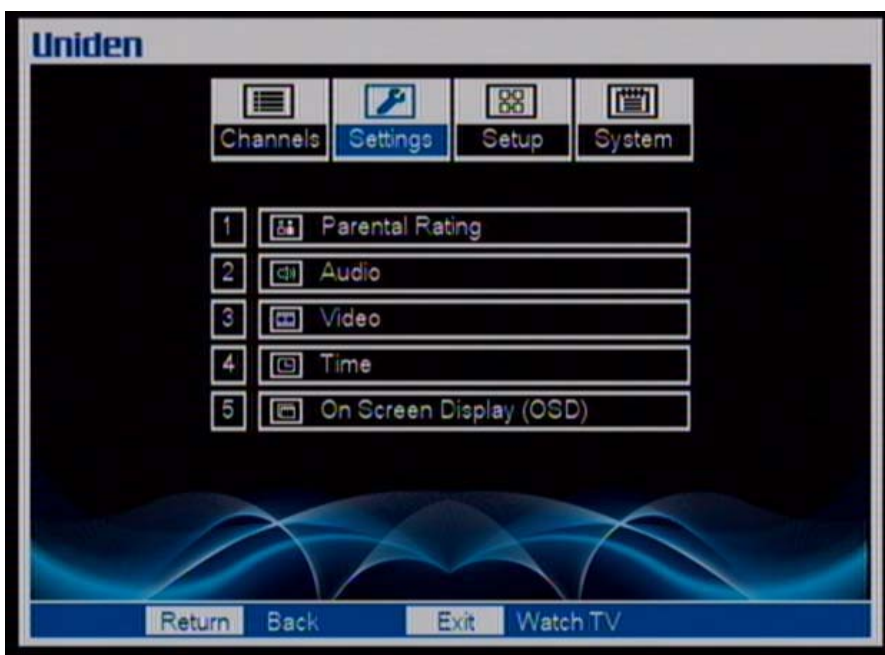 Uniden
Channels Settings Setup System
1 Parental Rating
2 Audio
3 Video
4 Time
5 On Screen Display (OSD)
Return Back Exit Watch TV